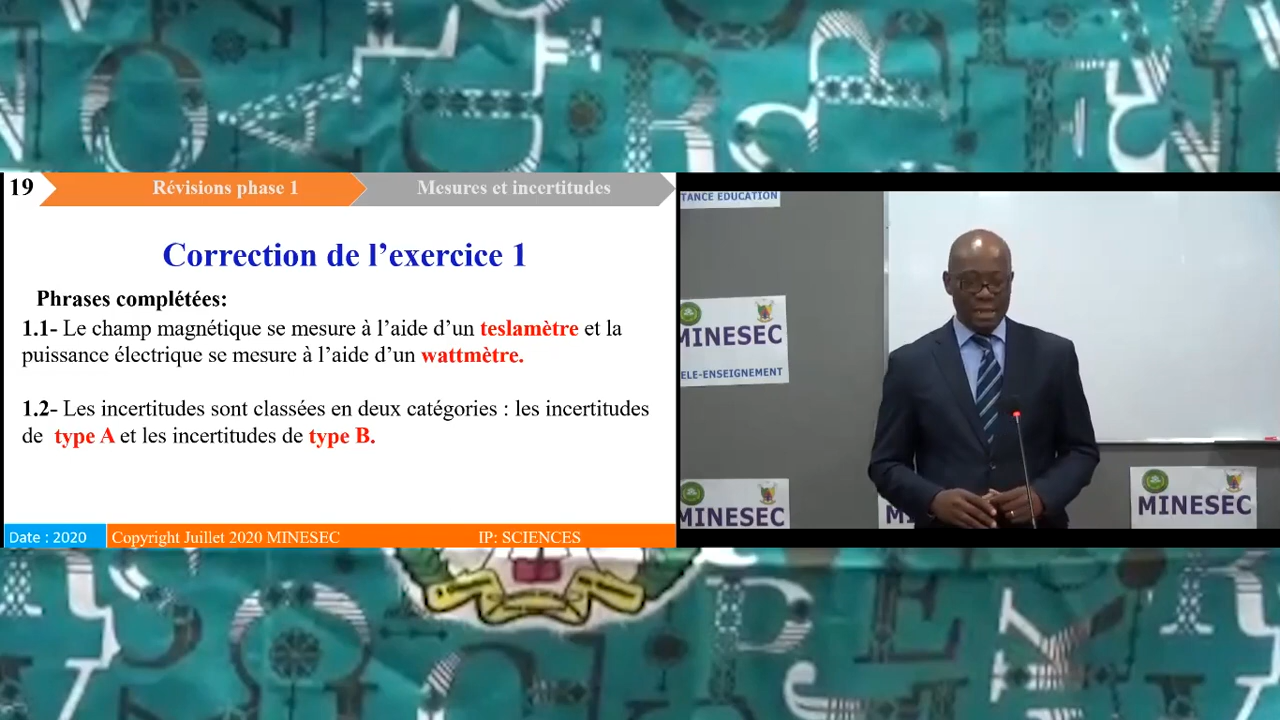 19
Révisions phase 1
Mesures et incertitudes
Correction de l’exercice 1
Phrases complétées:
1.1- Le champ magnétique se mesure à l’aide d’un teslamètre et la
puissance électrique se mesure à l’aide d’un wattmètre.
1.2- Les incertitudes sont classées en deux catégories : les incertitudes
de type A et les incertitudes de type B.
Date : 2020
Copyright Juillet 2020 MINESEC
IP: SCIENCES
TANCE EDUCATION
MINESEC
ELE-ENSEIGNEMENT
MINESEC
MINESEC